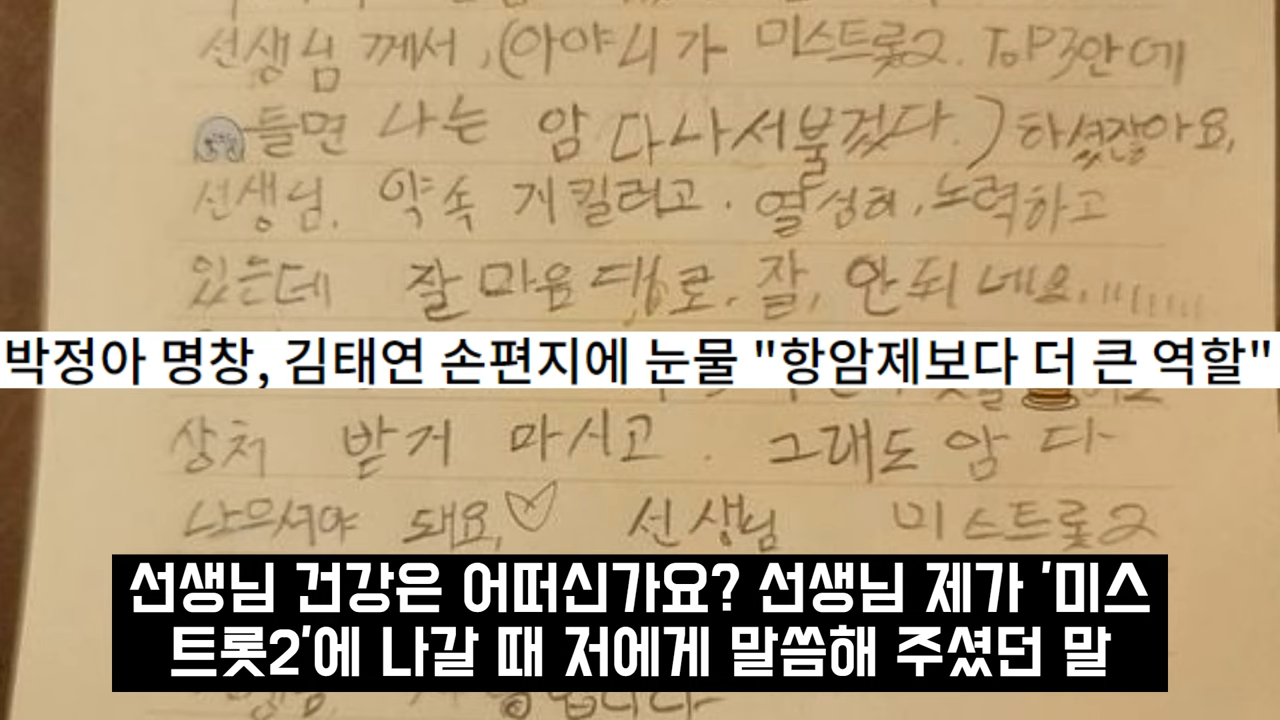 선생님 께서, (아야니가 미스트롯2. TOP3안에
들면 나는 암 다나서불겠다.) 하셨잖아요,
선생님. 약속 지킬려고. 열성히, 노력하고
있는데 잘 마음 대로, 잘, 안되네요.
박정아 명창, 김태연 손편지에 눈물 "항암제보다 더 큰 역할"
상처 받거 마시고. 그래도 암 다
나으셔야 돼요, 선생님 미스트롯2
선생님 건강은 어떠신가요? 선생님 제가 '미스
트롯2'에 나갈 때 저에게 말씀해 주셨던 말